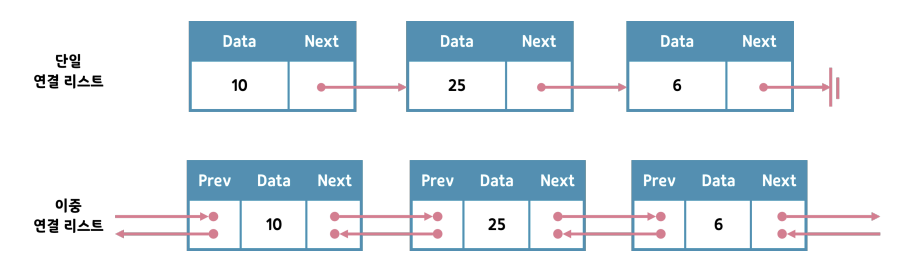 단일
연결 리스트
Data Next
10
Data Next
25
Data Next
6
이중
연결 리스트
Prev Data Next
10
Prev Data Next
25
Prev Data Next
6